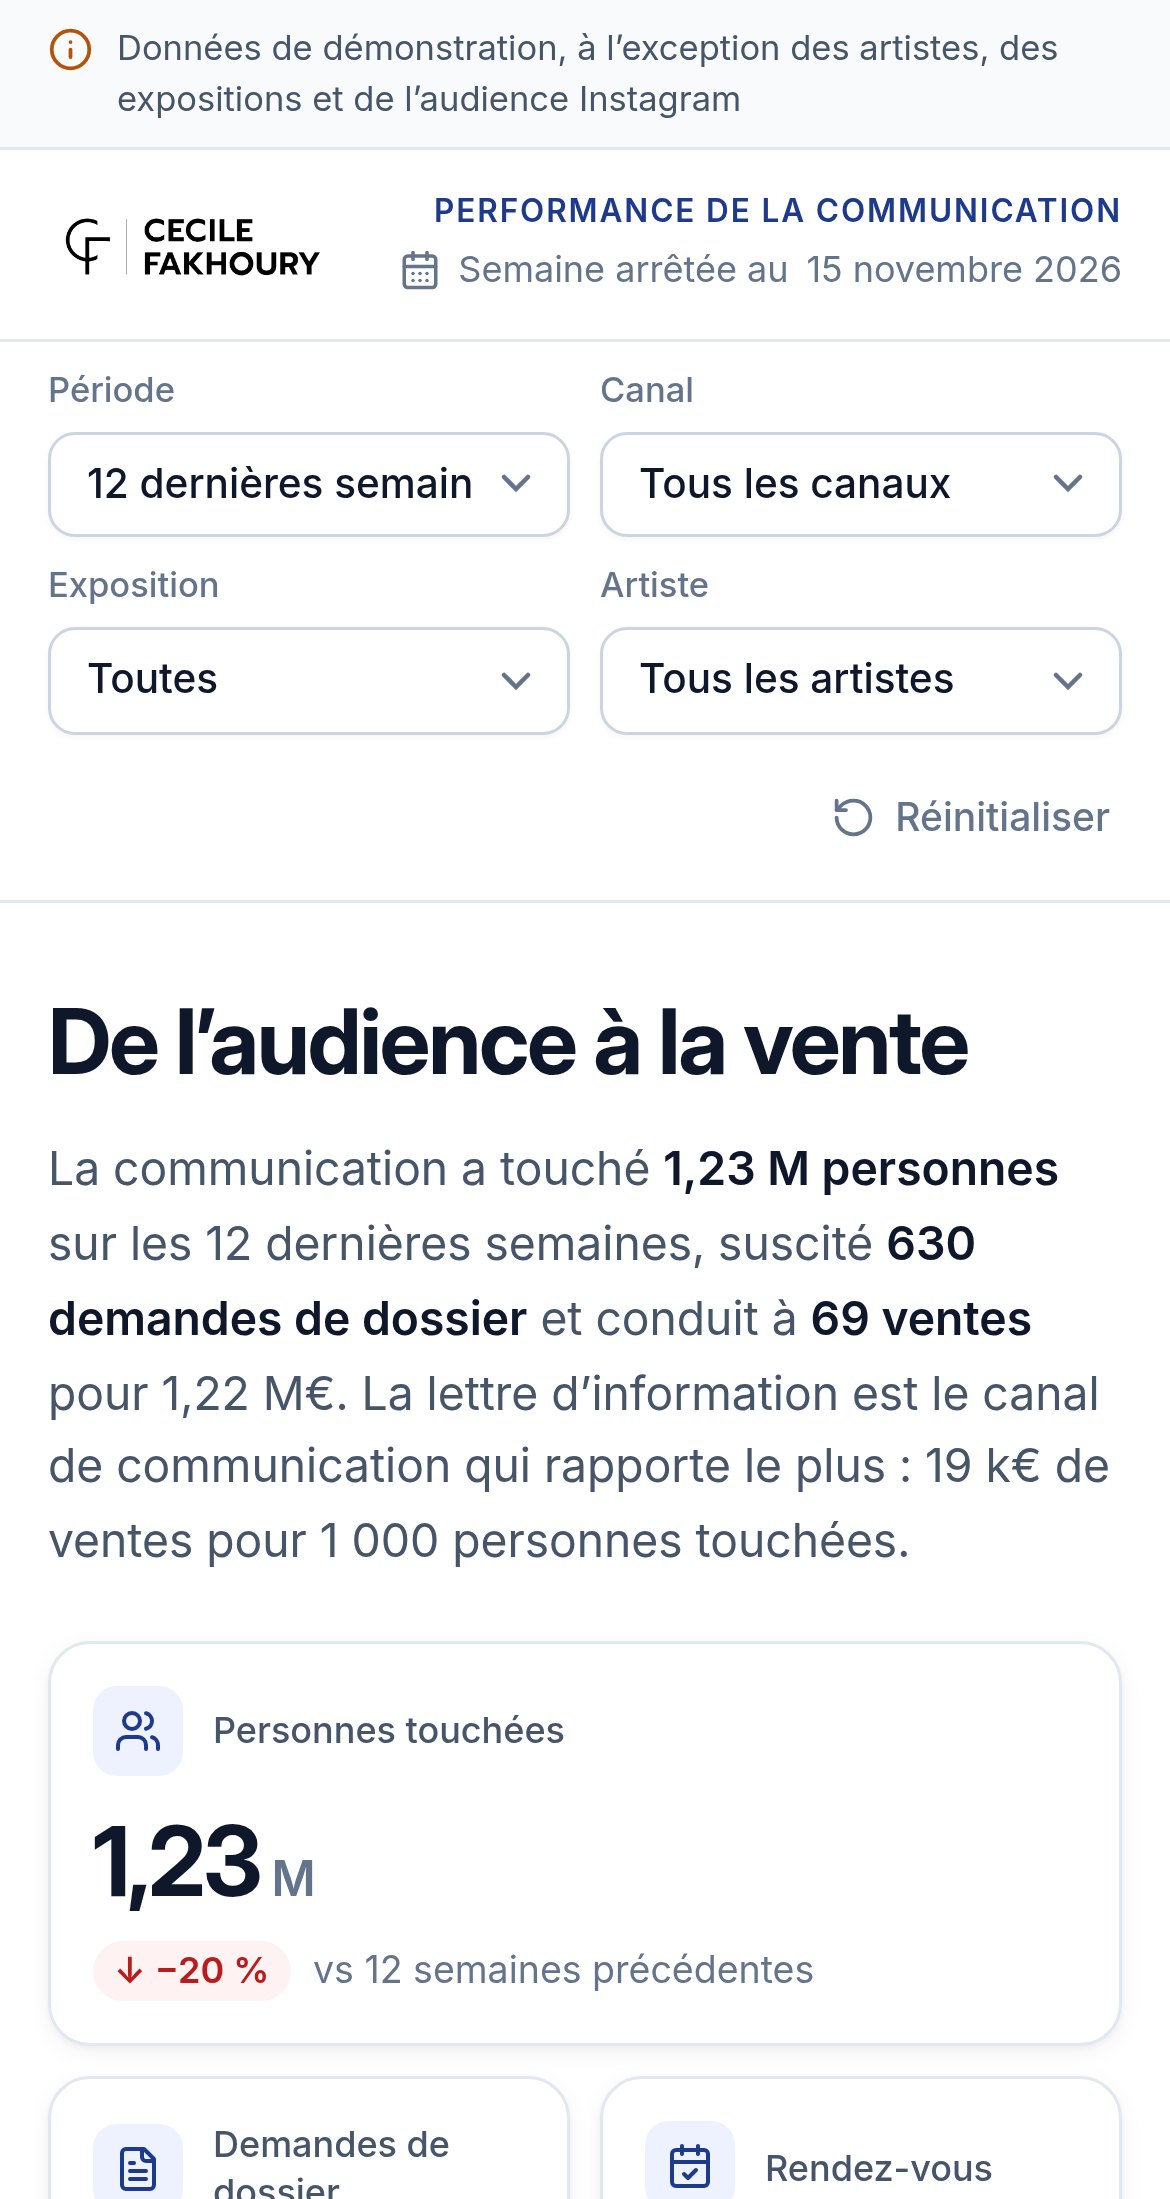 Données de démonstration, à l’exception des artistes, des
expositions et de l’audience Instagram
CECILE
FAKHOURY
PERFORMANCE DE LA COMMUNICATION
Semaine arrêtée au 15 novembre 2026
Période
Canal
12 dernières semain
Tous les canaux
Exposition
Artiste
Toutes
Tous les artistes
Réinitialiser
De l’audience à la vente
La communication a touché 1,23 M personnes
sur les 12 dernières semaines, suscité 630
demandes de dossier et conduit à 69 ventes
pour 1,22 M€. La lettre d’information est le canal
de communication qui rapporte le plus : 19 k€ de
ventes pour 1 000 personnes touchées.
Personnes touchées
1,23 M
↓ −20 % vs 12 semaines précédentes
Demandes de
dossier
Rendez-vous